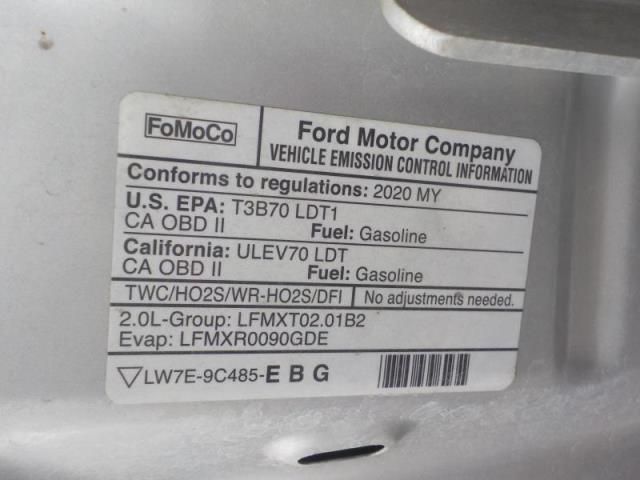 FoMoCo
Ford Motor Company
VEHICLE EMISSION CONTROL INFORMATION
Conforms to regulations: 2020 MY
U.S. EPA: T3B70 LDT1
CA OBD II Fuel: Gasoline
California: ULEV70 LDT
CA OBD II Fuel: Gasoline
TWC/HO2S/WR-HO2S/DFI No adjustments needed.
2.0L-Group: LFMXT02.01B2
Evap: LFMXR0090GDE
LW7E-9C485-E B G